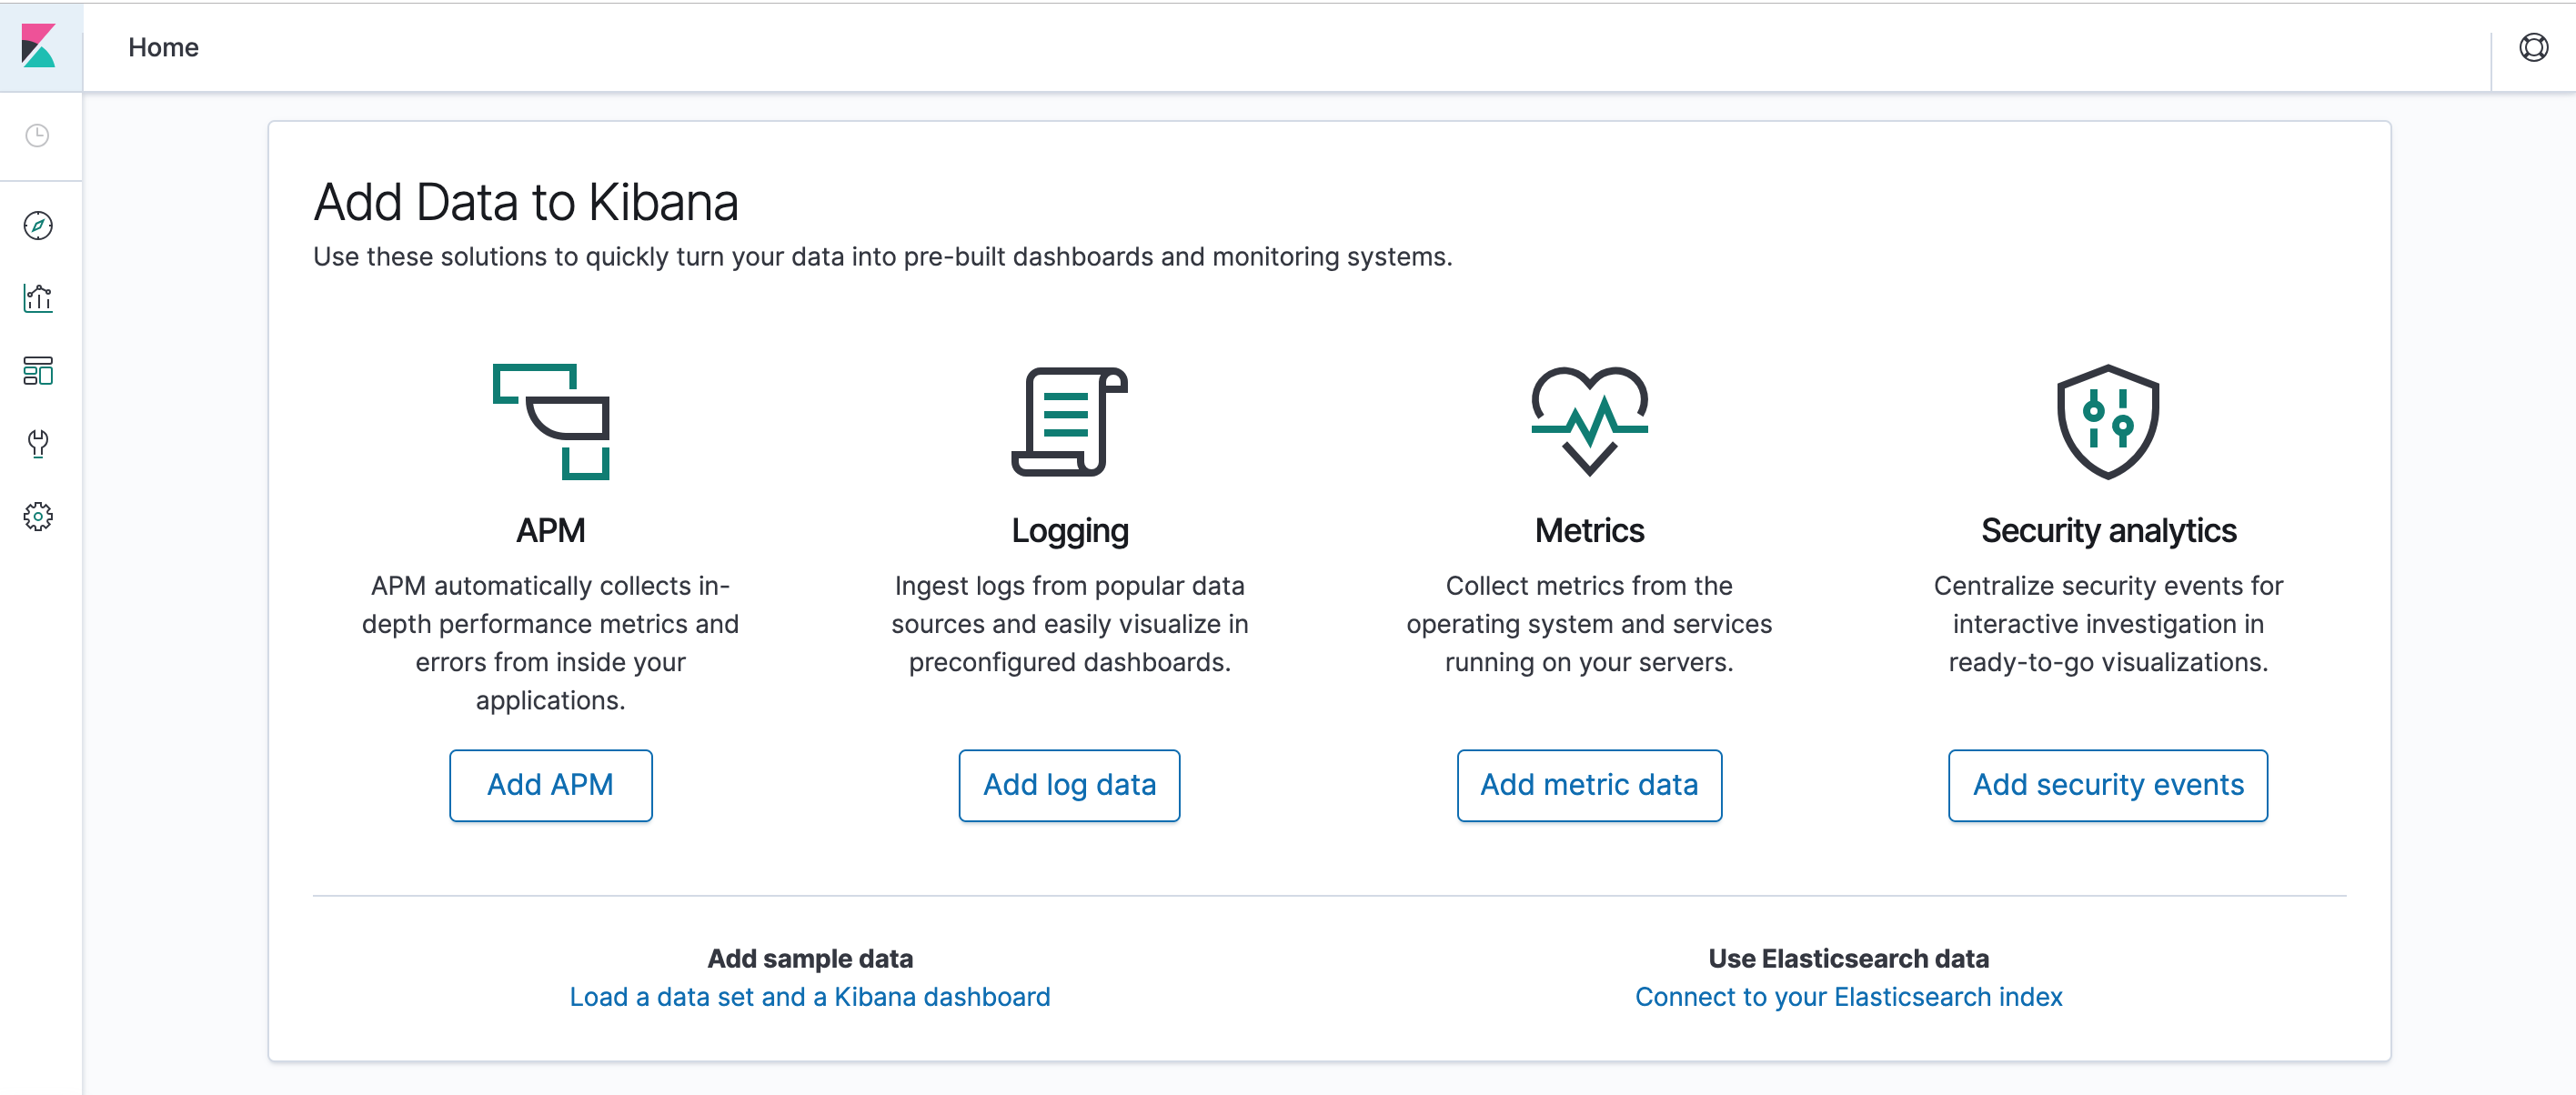 Home
Add Data to Kibana
Use these solutions to quickly turn your data into pre-built dashboards and monitoring systems.
APM
APM automatically collects in-
depth performance metrics and
errors from inside your
applications.
Add APM
Logging
Ingest logs from popular data
sources and easily visualize in
preconfigured dashboards.
Add log data
Metrics
Collect metrics from the
operating system and services
running on your servers.
Add metric data
Security analytics
Centralize security events for
interactive investigation in
ready-to-go visualizations.
Add security events
Add sample data
Load a data set and a Kibana dashboard
Use Elasticsearch data
Connect to your Elasticsearch index